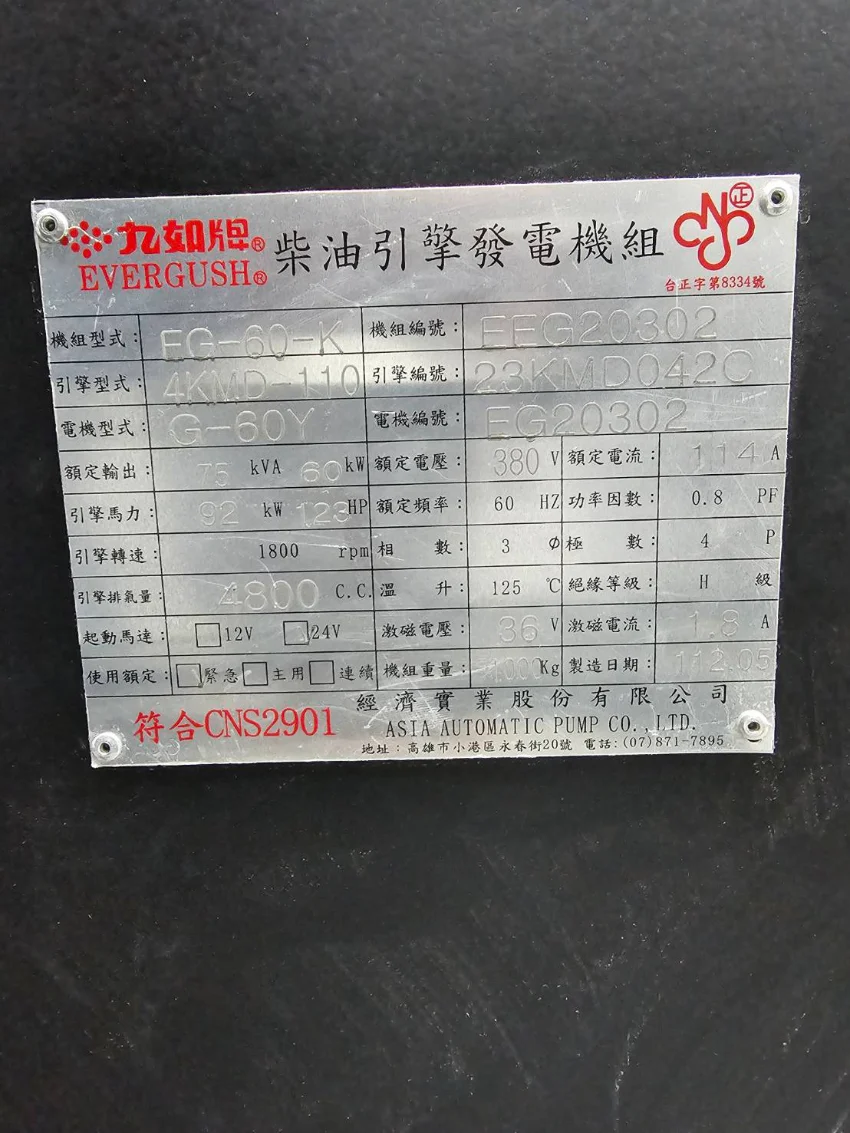 九如牌® 柴油引擎發電機組 正
EVERGUSH® 台正字第8334號
機組型式： EG-60-K 機組編號： EEG20302
引擎型式： 4KMD-110 引擎編號： 23KMD042C
電機型式： G-60Y 電機編號： EG20302
額定輸出： 75 kVA 60 kW 額定電壓： 380 V 額定電流： 114 A
引擎馬力： 92 kW 123 HP 額定頻率： 60 HZ 功率因數： 0.8 PF
引擎轉速： 1800 rpm 相數： 3 Ø 極數： 4 P
引擎排氣量： 4800 C.C. 溫升： 125 ℃ 絕緣等級： H 級
起動馬達： □12V □24V 激磁電壓： 36 V 激磁電流： 1.8 A
使用額定： □緊急 □主用 □連續 機組重量： Kg 製造日期： 112.05
符合CNS2901 經濟實業股份有限公司
ASIA AUTOMATIC PUMP CO.,LTD.
地址：高雄市小港區永春街20號 電話：(07)871-7895